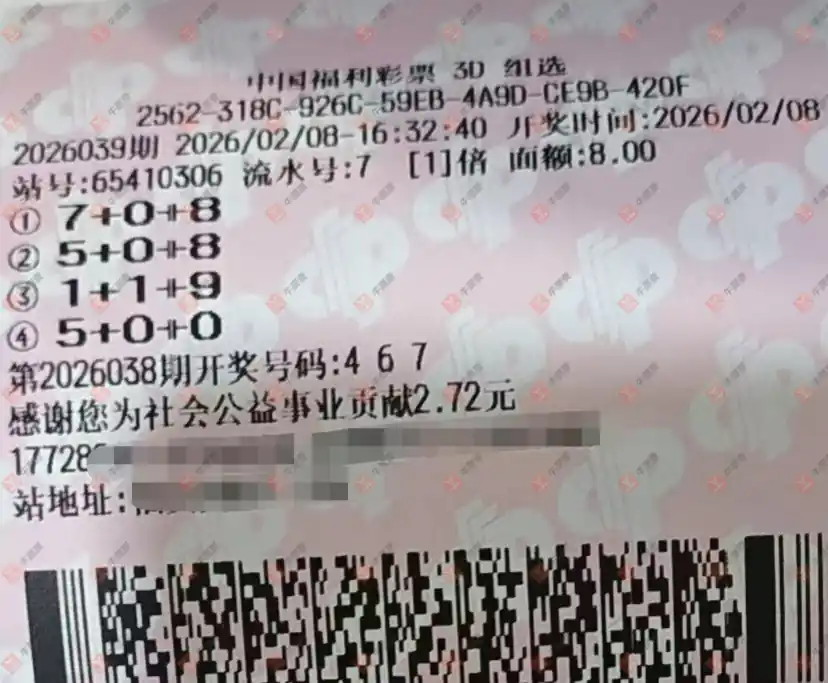 中国福利彩票 3D 组选
2562-318C-926C-59EB-4A9D-CE9B-420F
2026039期 2026/02/08-16:32:40 开奖时间:2026/02/08
站号:65410306 流水号:7 [1]倍 面额:8.00
① 7+0+8
② 5+0+8
③ 1+1+9
④ 5+0+0
第2026038期开奖号码:4 6 7
感谢您为社会公益事业贡献2.72元
17728
站地址: